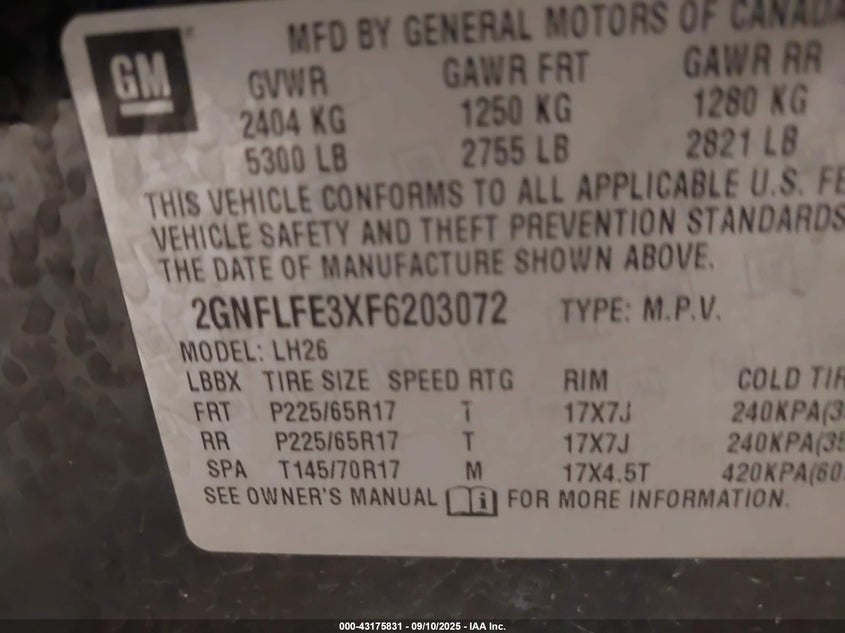 MFD BY GENERAL MOTORS OF CANADA
GM
GVWR GAWR FRT GAWR RR
2404 KG 1250 KG 1280 KG
5300 LB 2755 LB 2821 LB
THIS VEHICLE CONFORMS TO ALL APPLICABLE U.S. FE
VEHICLE SAFETY AND THEFT PREVENTION STANDARDS
THE DATE OF MANUFACTURE SHOWN ABOVE.
2GNFLFE3XF6203072 TYPE: M.P.V.
MODEL: LH26
LBBX TIRE SIZE SPEED RTG RIM COLD TIR
FRT P225/65R17 T 17X7J 240KPA(3
RR P225/65R17 T 17X7J 240KPA(35
SPA T145/70R17 M 17X4.5T 420KPA(60
SEE OWNER'S MANUAL i FOR MORE INFORMATION.
000-43175831 - 09/10/2025 - IAA Inc.